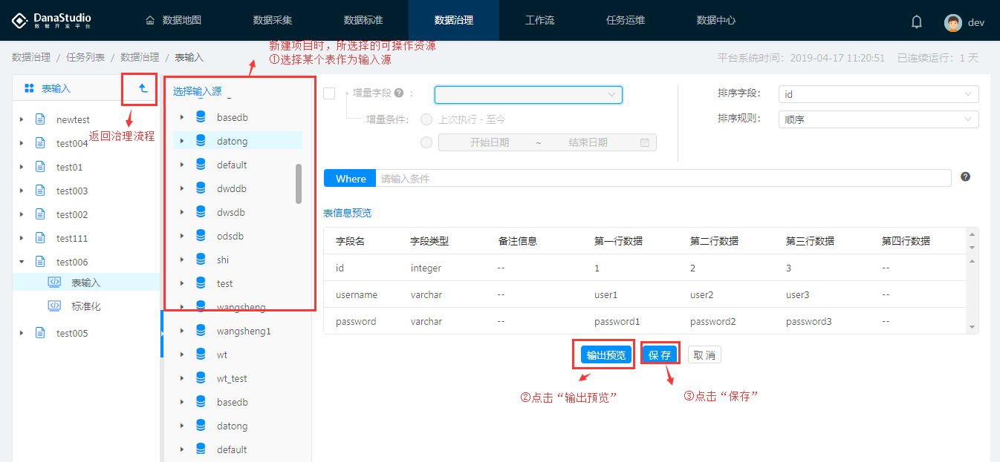 DanaStudio
数智开发平台
数据地图
数据采集
数据标准
数据治理
工作流
任务运维
数据中心
dev
新建项目时，所选择的可操作资源
①选择某个表作为输入源
数据治理 / 任务列表 / 数据治理 / 表输入
平台系统时间：2019-04-17 11:20:51 已连续运行：1 天
表输入
返回治理流程
newtest
test004
test01
test003
test002
test111
test006
表输入
标准化
test005
选择输入源
basedb
datong
default
dwddb
dwsdb
odsdb
shi
test
wangsheng
wangsheng1
wt
wt_test
basedb
datong
default
增量字段 ? :
增量条件: 上次执行 - 至今
开始日期 ~ 结束日期
排序字段: id
排序规则: 顺序
Where 请输入条件 ?
表信息预览
字段名 字段类型 备注信息 第一行数据 第二行数据 第三行数据 第四行数据
id integer -- 1 2 3 --
username varchar -- user1 user2 user3 --
password varchar -- password1 password2 password3 --
输出预览 保存 取消
②点击“输出预览”
③点击“保存”